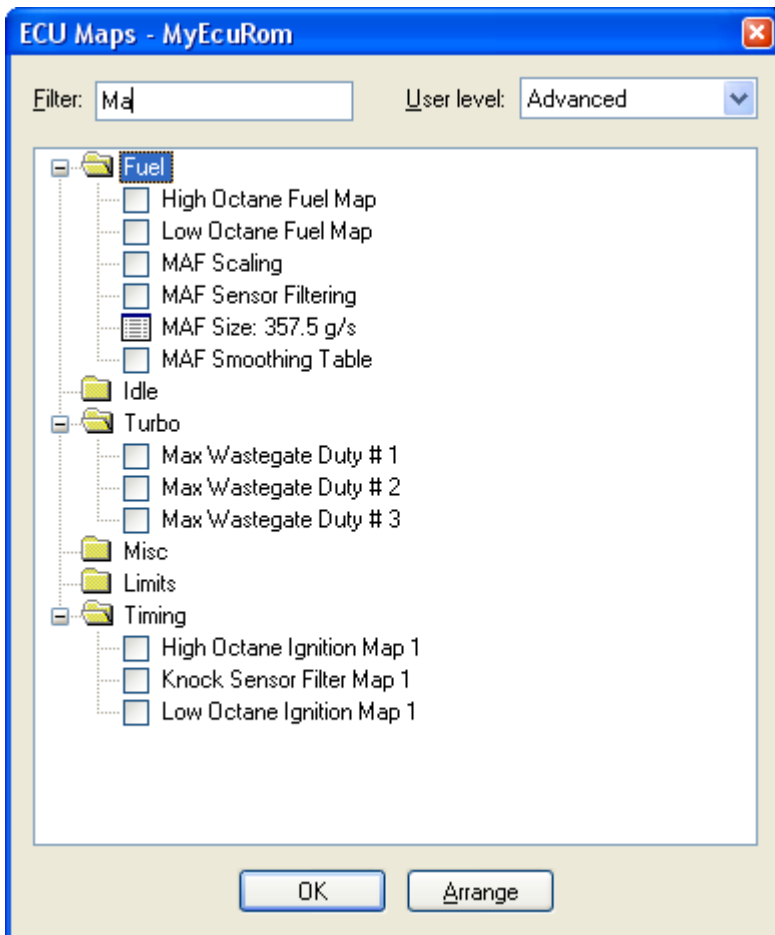 ECU Maps - MyEcuRom
Filter: Ma User level: Advanced
Fuel
High Octane Fuel Map
Low Octane Fuel Map
MAF Scaling
MAF Sensor Filtering
MAF Size: 357.5 g/s
MAF Smoothing Table
Idle
Turbo
Max Wastegate Duty # 1
Max Wastegate Duty # 2
Max Wastegate Duty # 3
Misc
Limits
Timing
High Octane Ignition Map 1
Knock Sensor Filter Map 1
Low Octane Ignition Map 1
OK Arrange